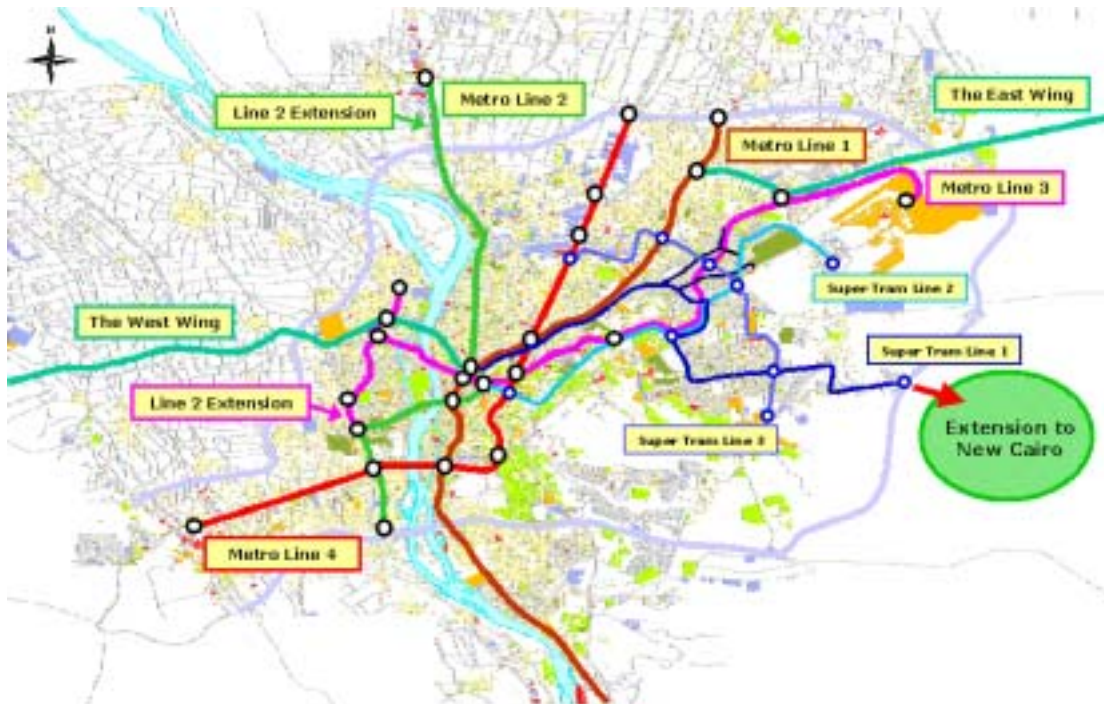 N
Metro Line 2
The East Wing
Line 2 Extension
Metro Line 1
Metro Line 3
Super Tram Line 2
The West Wing
Super Tram Line 1
Line 2 Extension
Extension to
New Cairo
Super Tram Line 3
Metro Line 4